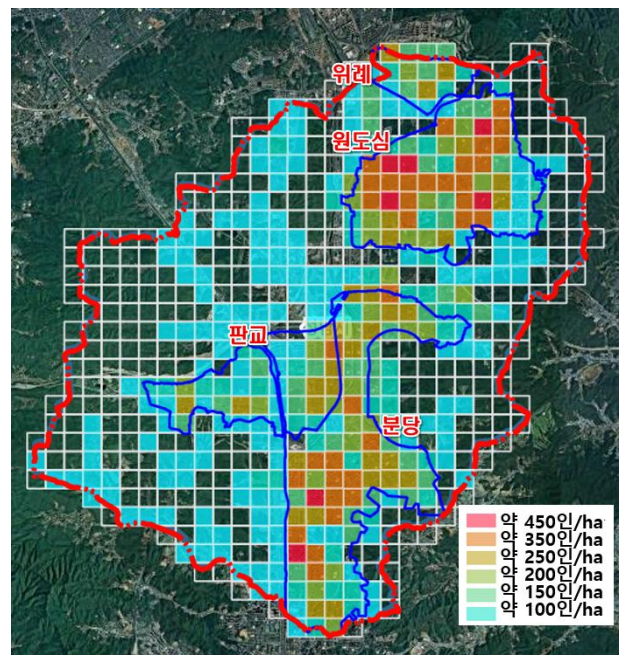 위례
원도심
판교
분당
약 450인/ha
약 350인/ha
약 250인/ha
약 200인/ha
약 150인/ha
약 100인/ha